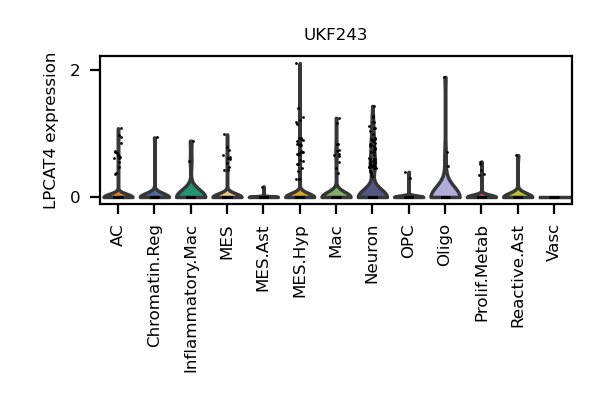 UKF243
LPCAT4 expression
2
0
AC
Chromatin.Reg
Inflammatory.Mac
MES
MES.Ast
MES.Hyp
Mac
Neuron
OPC
Oligo
Prolif.Metab
Reactive.Ast
Vasc